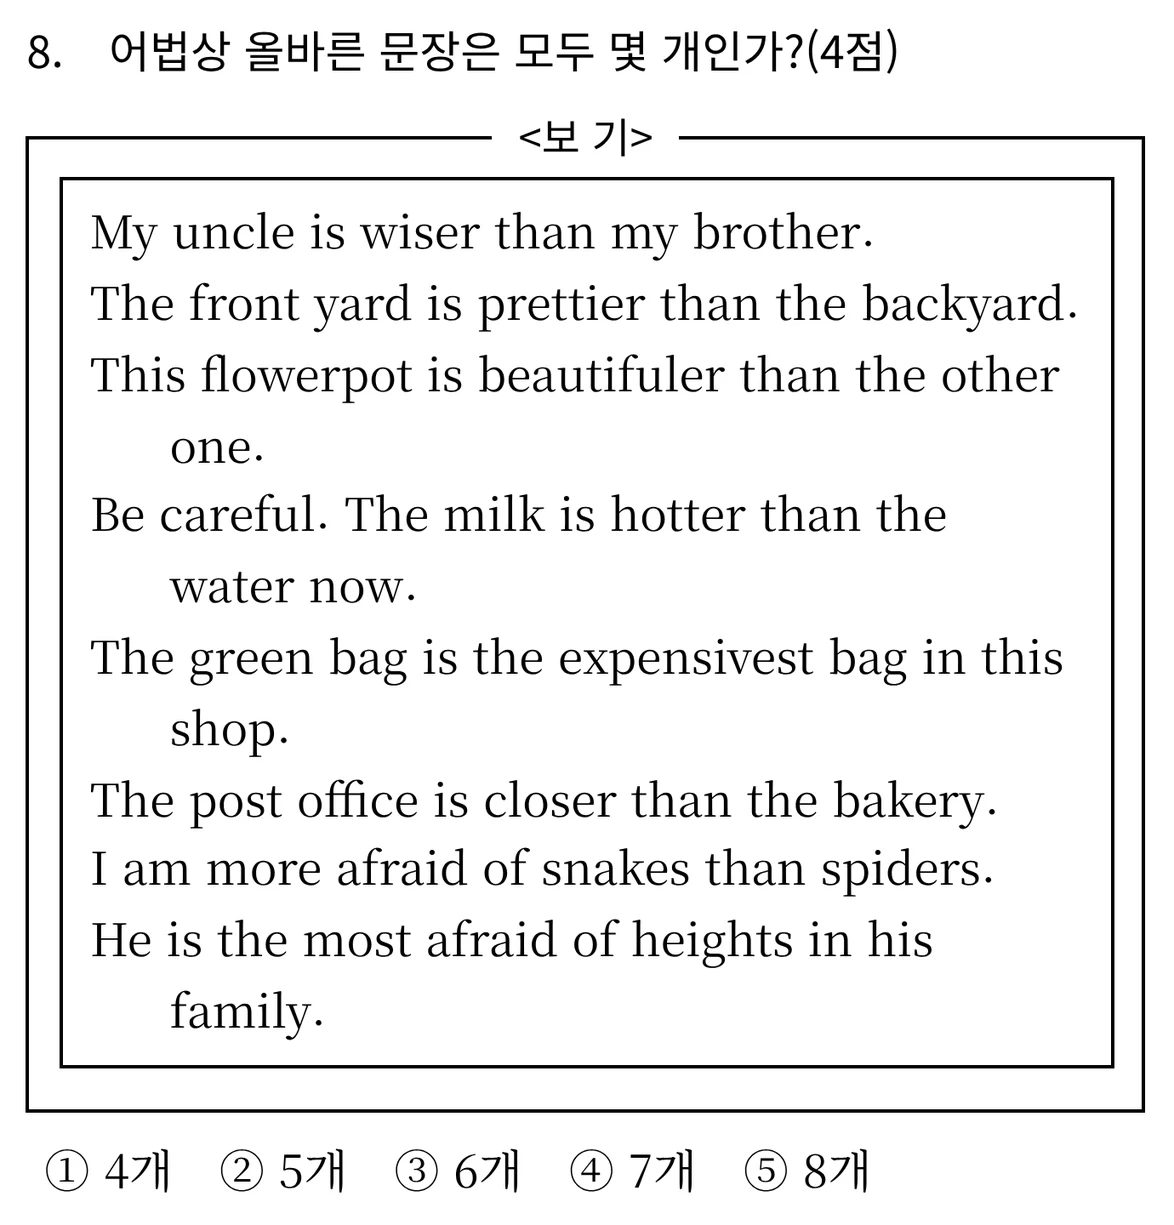 8. 어법상 올바른 문장은 모두 몇 개인가?(4점)
<보 기>
My uncle is wiser than my brother.
The front yard is prettier than the backyard.
This flowerpot is beautifuler than the other
one.
Be careful. The milk is hotter than the
water now.
The green bag is the expensivest bag in this
shop.
The post office is closer than the bakery.
I am more afraid of snakes than spiders.
He is the most afraid of heights in his
family.
① 4개 ② 5개 ③ 6개 ④ 7개 ⑤ 8개